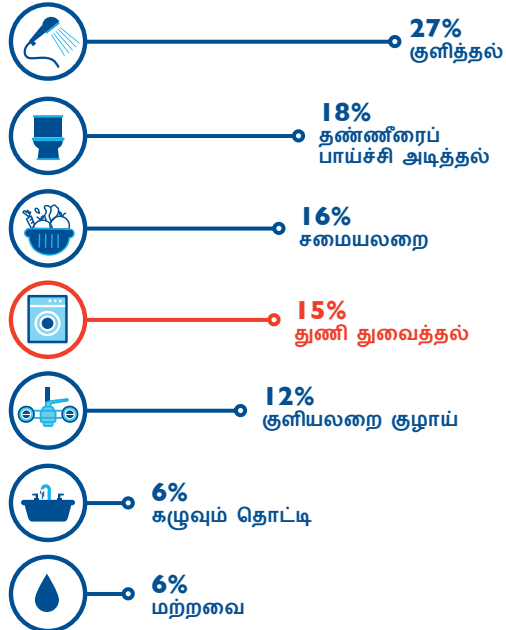 27%
குளித்தல்
18%
தண்ணீரைப்
பாய்ச்சி அடித்தல்
16%
சமையலறை
15%
துணி துவைத்தல்
12%
குளியலறை குழாய்
6%
கழுவும் தொட்டி
6%
மற்றவை